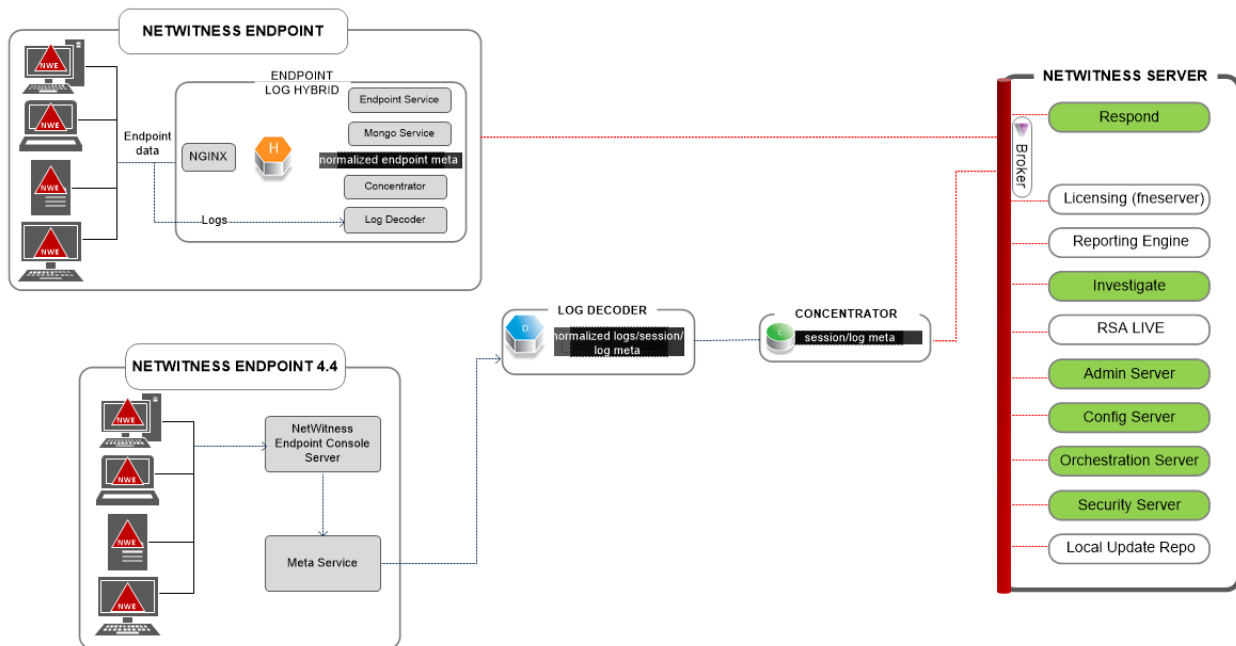 NETWITNESS ENDPOINT
NWE
NWE
NWE
NWE
Endpoint
data
ENDPOINT
LOG HYBRID
NGINX
H
Endpoint Service
Mongo Service
normalized endpoint meta
Concentrator
Log Decoder
Logs
NETWITNESS ENDPOINT 4.4
NWE
NWE
NWE
NWE
NetWitness
Endpoint Console
Server
Meta Service
LOG DECODER
D
normalized logs/session/
log meta
CONCENTRATOR
C
session/log meta
NETWITNESS SERVER
Broker
Respond
Licensing (fneserver)
Reporting Engine
Investigate
RSA LIVE
Admin Server
Config Server
Orchestration Server
Security Server
Local Update Repo